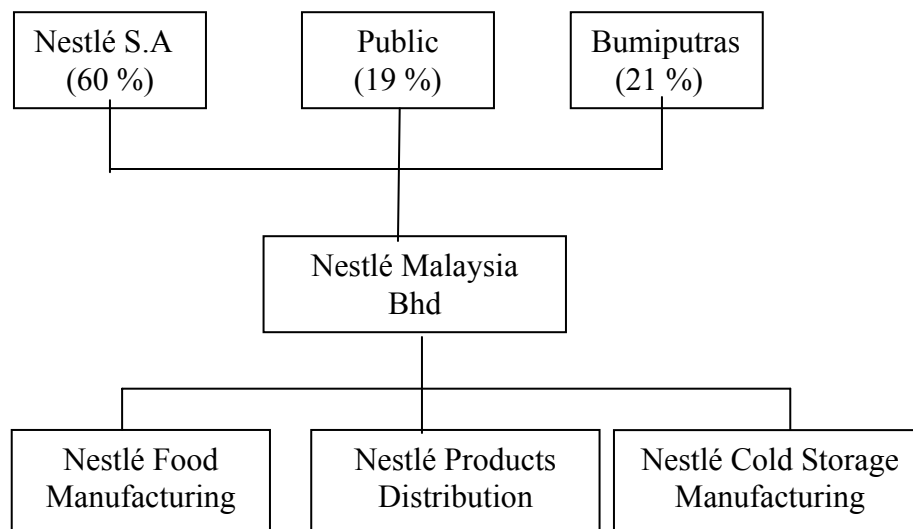 Nestlé S.A
(60 %)
Public
(19 %)
Bumiputras
(21 %)
Nestlé Malaysia
Bhd
Nestlé Food
Manufacturing
Nestlé Products
Distribution
Nestlé Cold Storage
Manufacturing